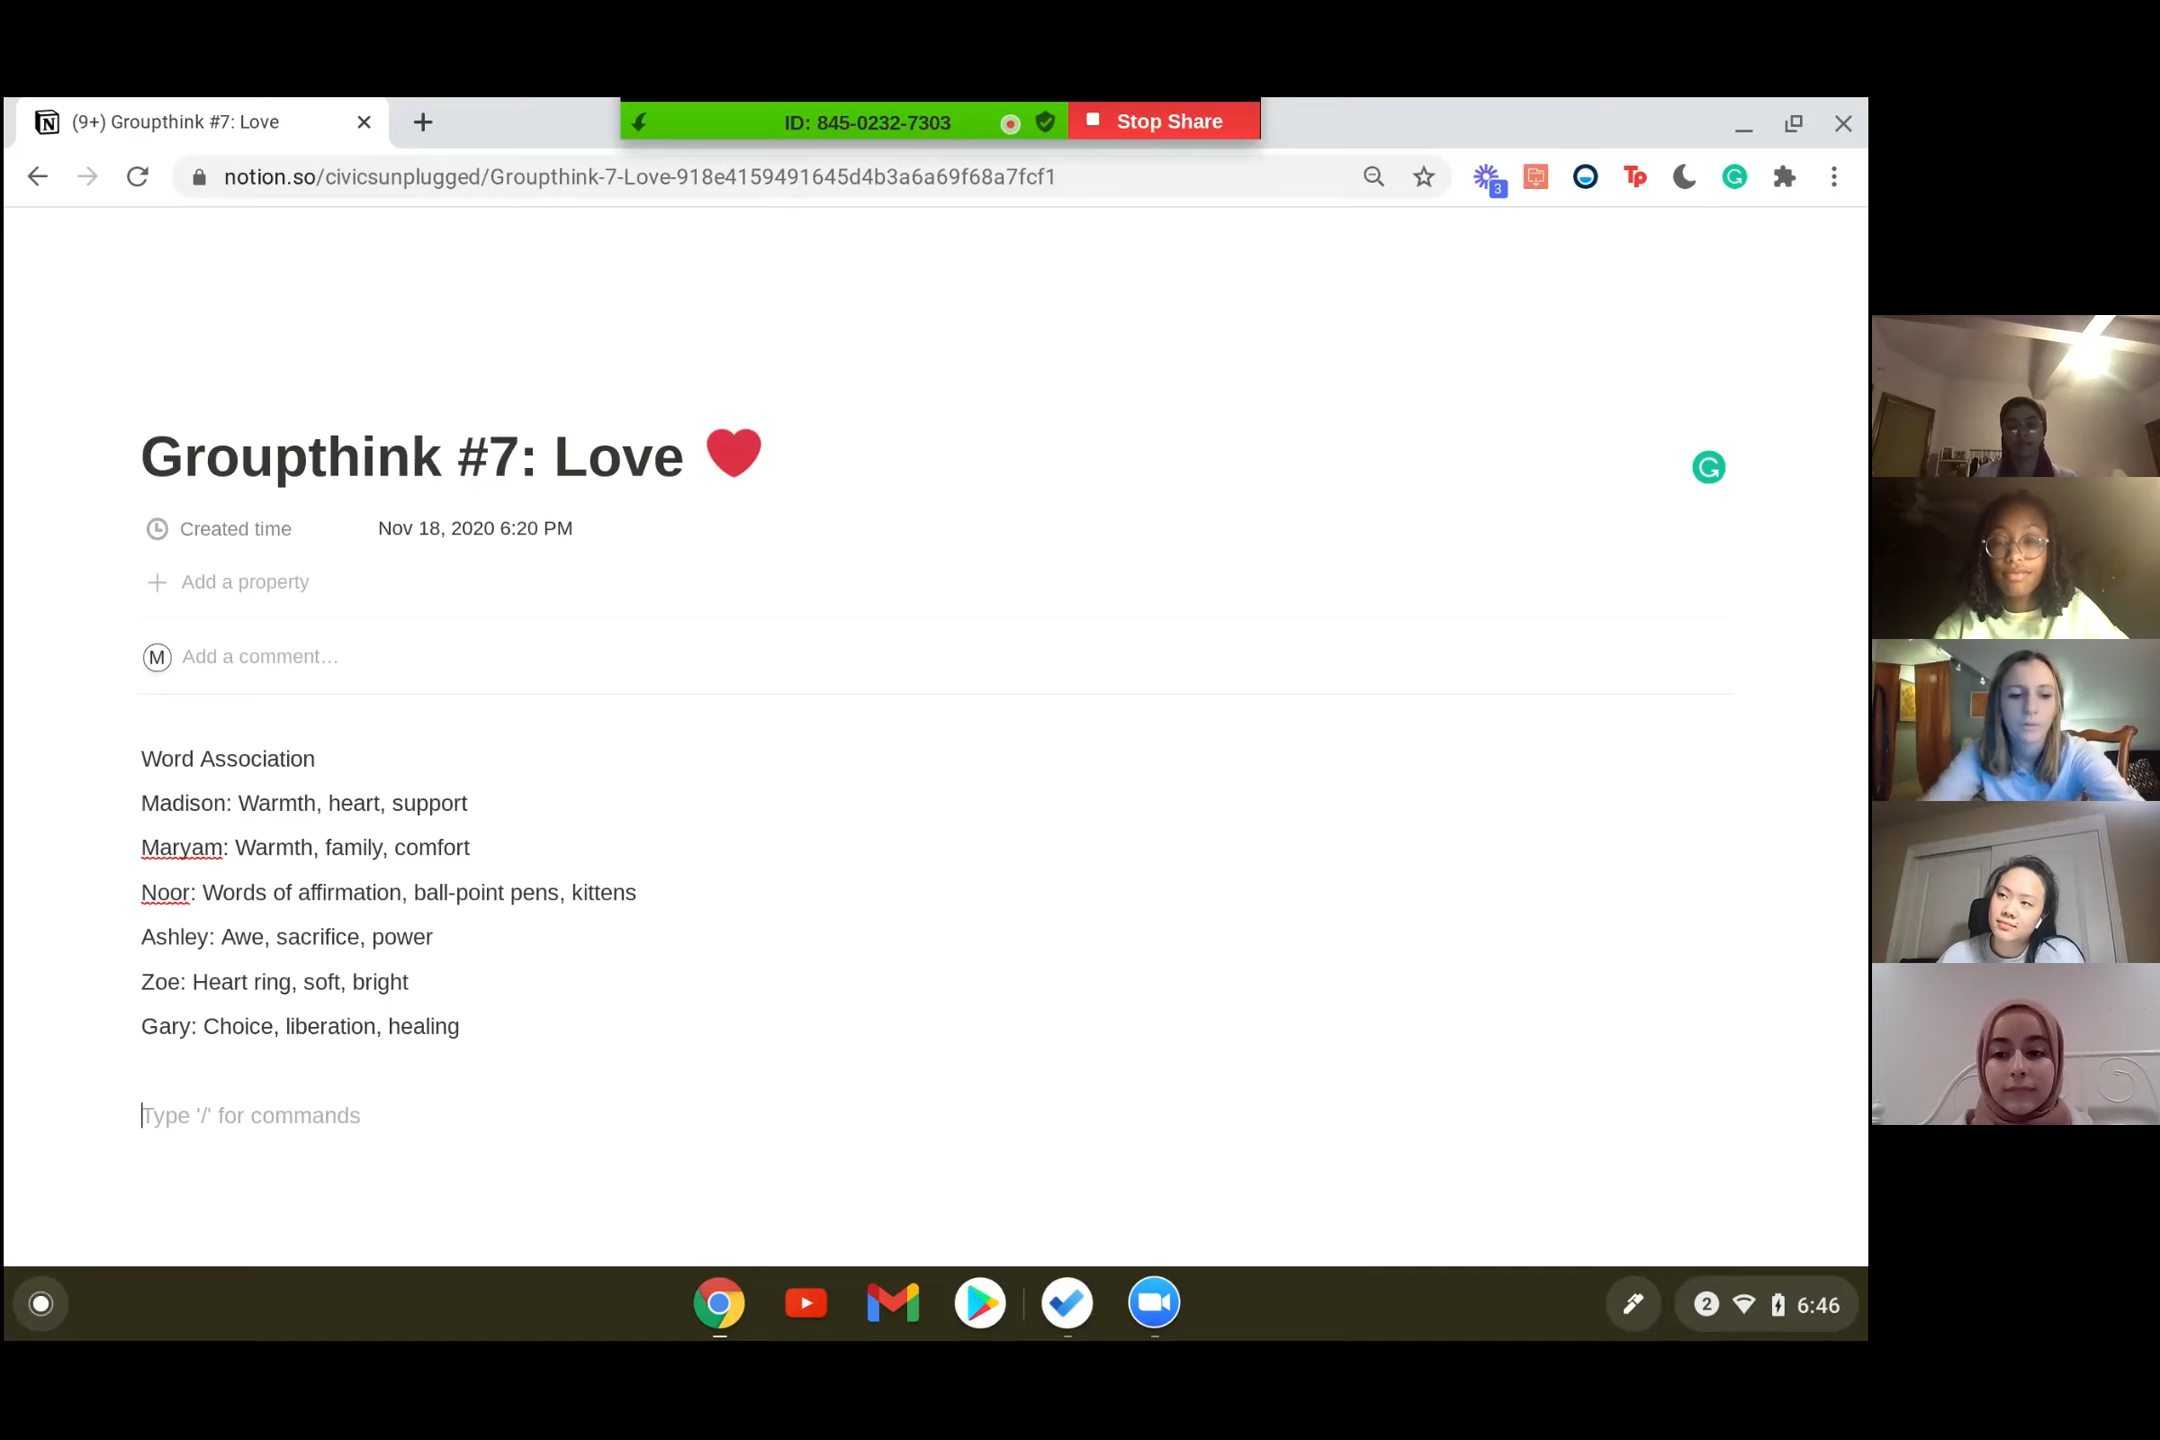 (9+) Groupthink #7: Love
ID: 845-0232-7303
Stop Share
notion.so/civicsunplugged/Groupthink-7-Love-918e4159491645d4b3a6a69f68a7fcf1
3
Tp
Groupthink #7: Love ❤️
Created time Nov 18, 2020 6:20 PM
Add a property
M Add a comment...
Word Association
Madison: Warmth, heart, support
Maryam: Warmth, family, comfort
Noor: Words of affirmation, ball-point pens, kittens
Ashley: Awe, sacrifice, power
Zoe: Heart ring, soft, bright
Gary: Choice, liberation, healing
Type '/' for commands
2 6:46